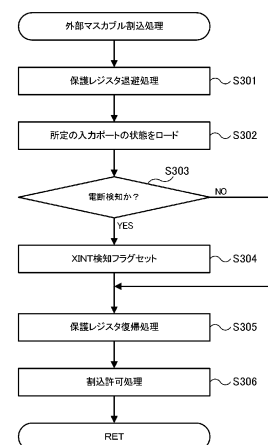 外部マスカブル割込処理
保護レジスタ退避処理
S301
所定の入力ポートの状態をロード
S302
S303
電断検知か?
NO
YES
XINT検知フラグセット
S304
保護レジスタ復帰処理
S305
割込許可処理
S306
RET